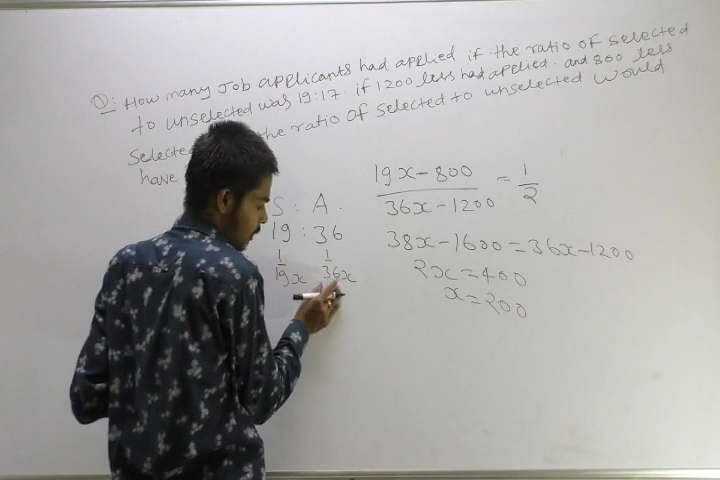 Q: How many Job applicants had applied if the ratio of selected
to unselected was 19:17. if 1200 less had applied. and 800 less
Selected the ratio of selected to unselected would
have
S : A .
19 : 36
1 1
19x 36x
19x-800 / 36x-1200 = 1/2
38x-1600 = 36x-1200
2x = 400
x = 200